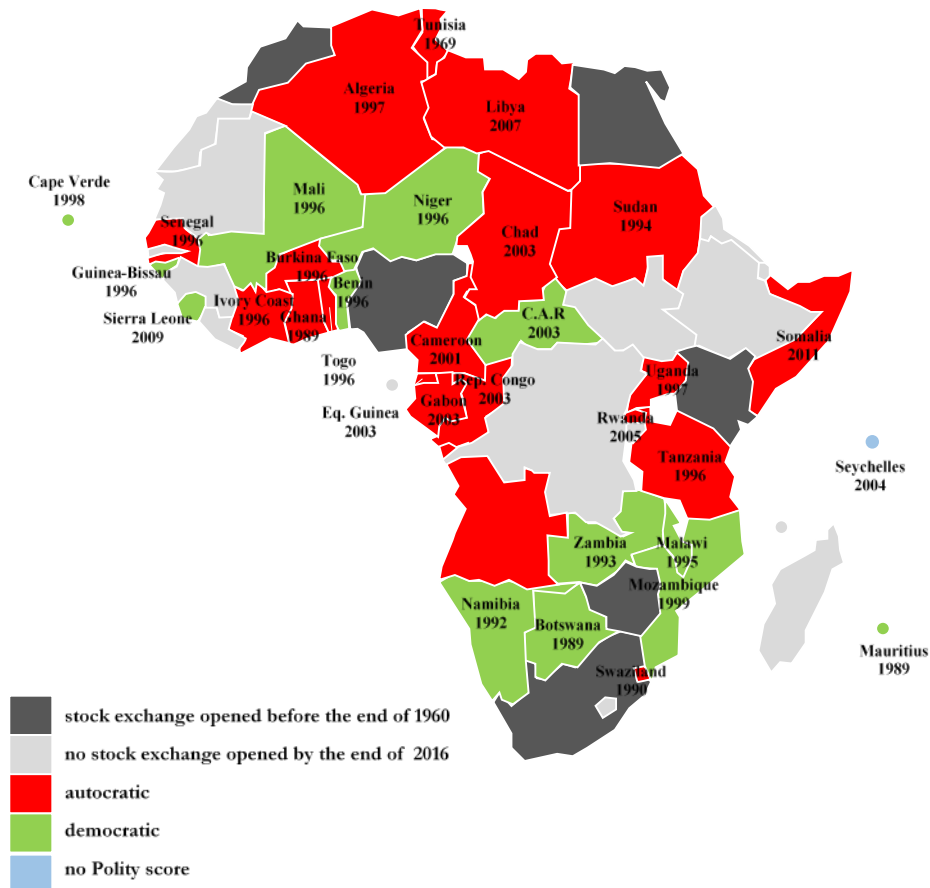 Tunisia
1969
Algeria
1997
Libya
2007
Cape Verde
1998
Mali
1996
Niger
1996
Sudan
1994
Senegal
1996
Chad
2003
Burkina Faso
1996
Guinea-Bissau
1996
Benin
1996
Ivory Coast
1996
Ghana
1989
Sierra Leone
2009
C.A.R
2003
Cameroon
2001
Somalia
2011
Togo
1996
Uganda
1997
Rep. Congo
2003
Gabon
2003
Eq. Guinea
2003
Rwanda
2005
Tanzania
1996
Seychelles
2004
Zambia
1993
Malawi
1995
Mozambique
1999
Namibia
1992
Botswana
1989
Mauritius
1989
Swaziland
1990
stock exchange opened before the end of 1960
no stock exchange opened by the end of 2016
autocratic
democratic
no Polity score